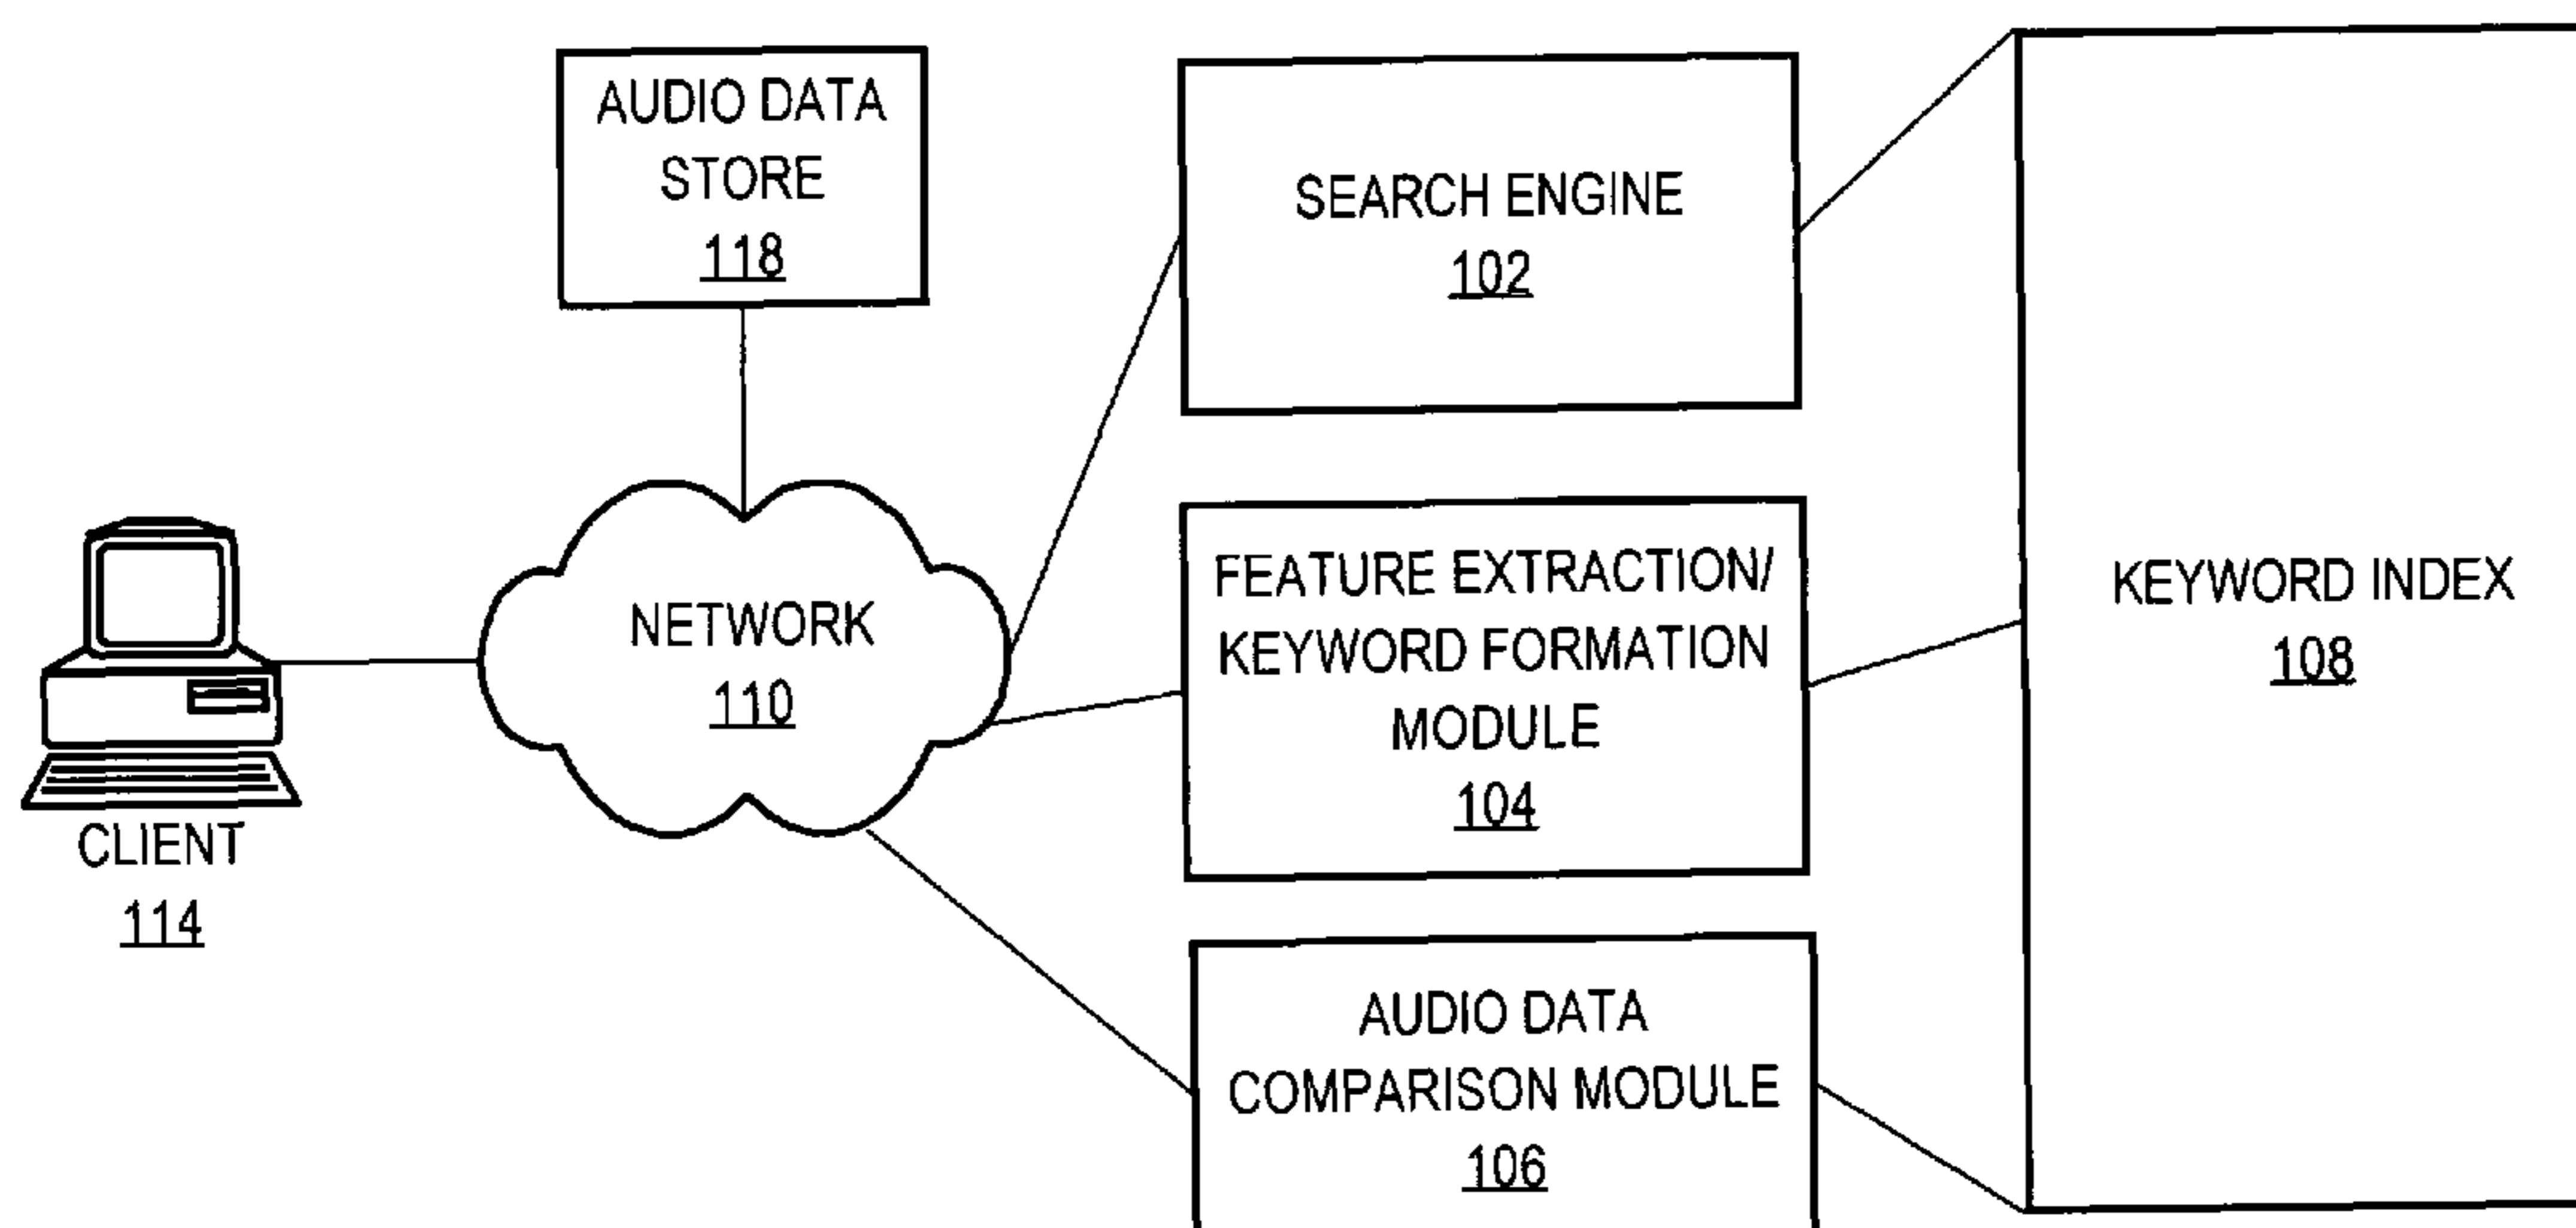 AUDIO DATA
STORE
118
SEARCH ENGINE
102
FEATURE EXTRACTION/
KEYWORD FORMATION
MODULE
104
AUDIO DATA
COMPARISON MODULE
106
KEYWORD INDEX
108
NETWORK
110
CLIENT
114